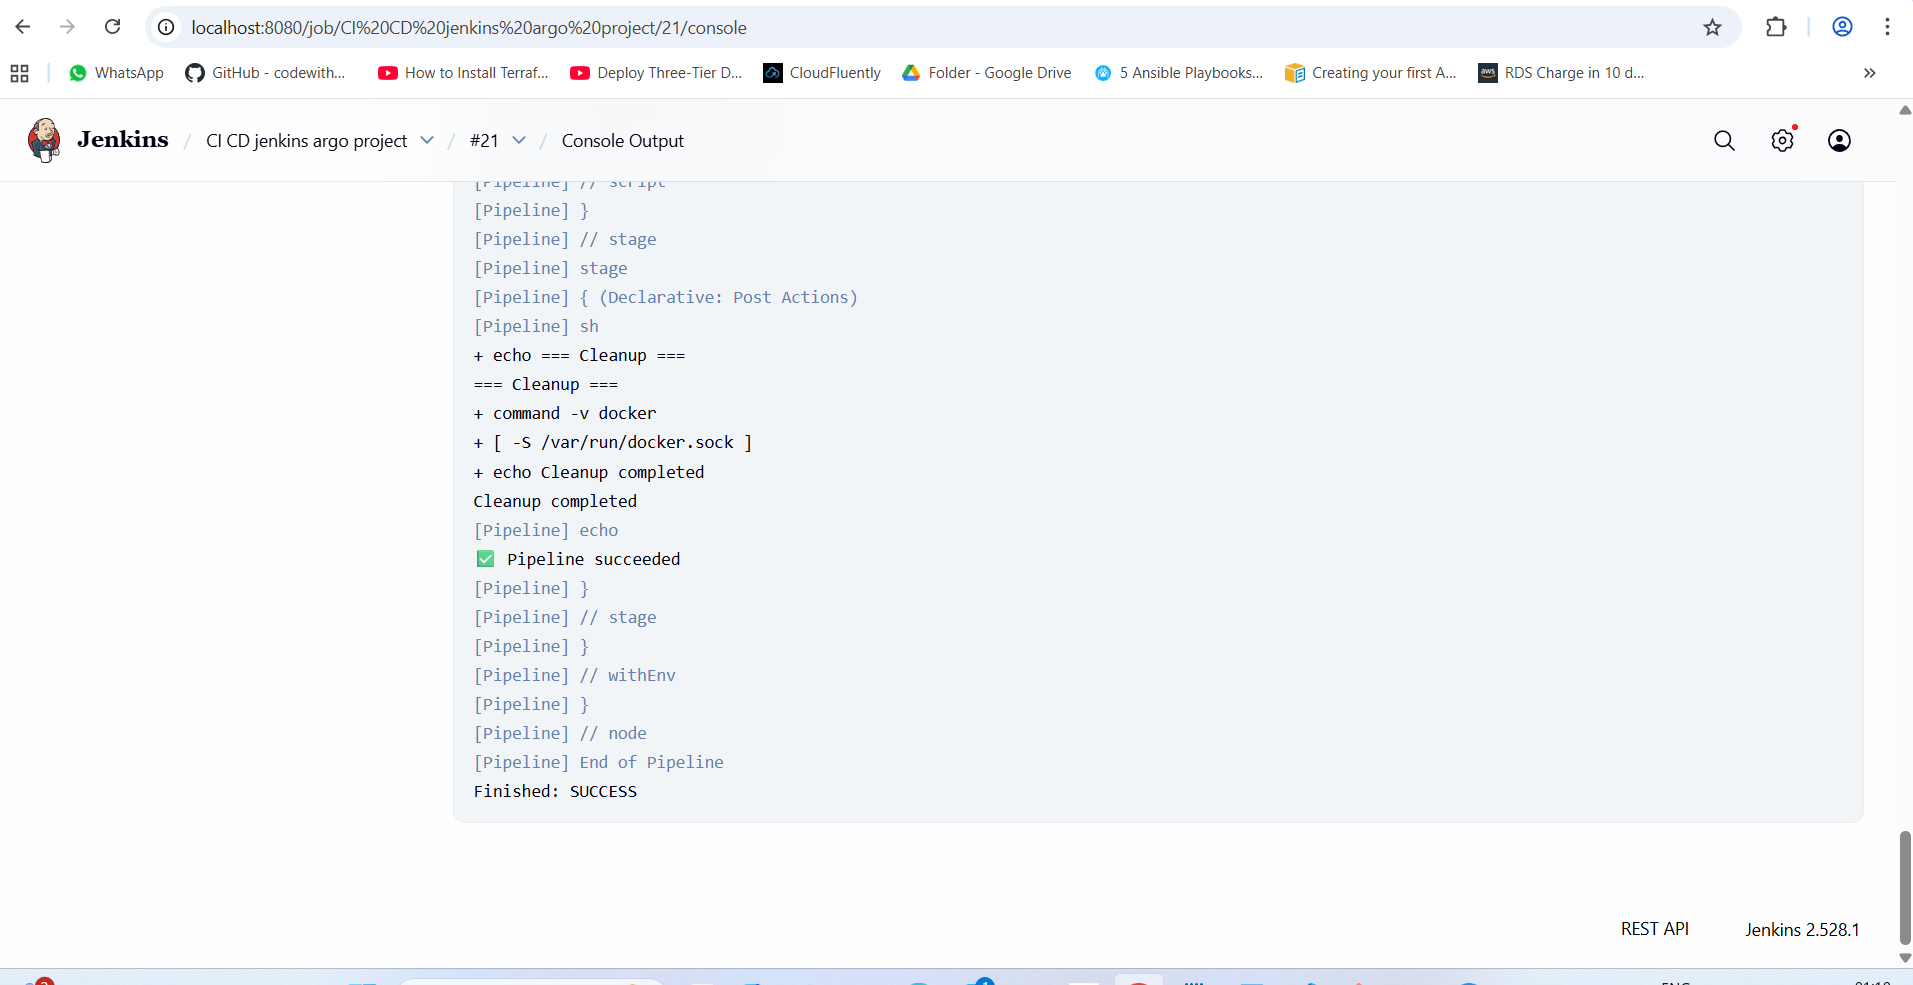 localhost:8080/job/CI%20CD%20jenkins%20argo%20project/21/console
WhatsApp
GitHub - codewith...
How to Install Terraf...
Deploy Three-Tier D...
CloudFluently
Folder - Google Drive
5 Ansible Playbooks...
Creating your first A...
aws
RDS Charge in 10 d...
Jenkins / CI CD jenkins argo project / #21 / Console Output
[Pipeline] // script
[Pipeline] }
[Pipeline] // stage
[Pipeline] stage
[Pipeline] { (Declarative: Post Actions)
[Pipeline] sh
+ echo === Cleanup ===
=== Cleanup ===
+ command -v docker
+ [ -S /var/run/docker.sock ]
+ echo Cleanup completed
Cleanup completed
[Pipeline] echo
✅ Pipeline succeeded
[Pipeline] }
[Pipeline] // stage
[Pipeline] }
[Pipeline] // withEnv
[Pipeline] }
[Pipeline] // node
[Pipeline] End of Pipeline
Finished: SUCCESS
REST API
Jenkins 2.528.1